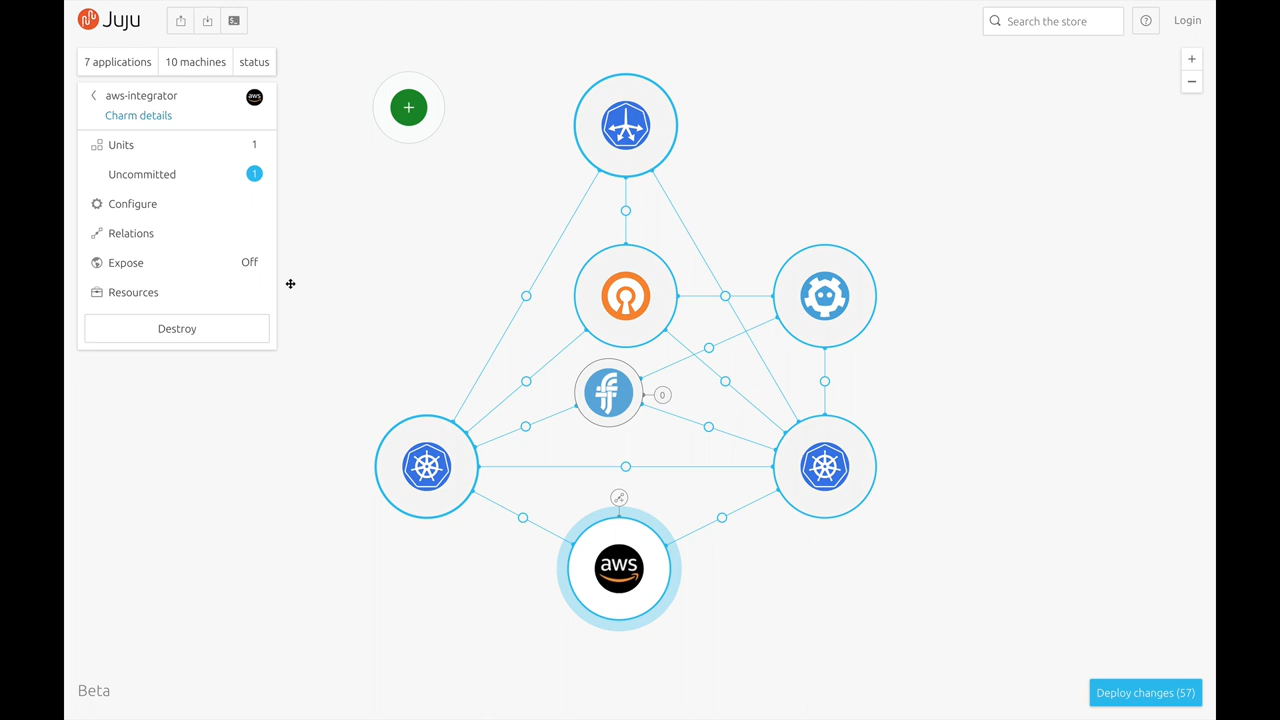 Juju
Search the store
Login
7 applications
10 machines
status
aws-integrator
aws
Charm details
Units
1
Uncommitted
1
Configure
Relations
Expose
Off
Resources
Destroy
0
aws
Beta
Deploy changes (57)